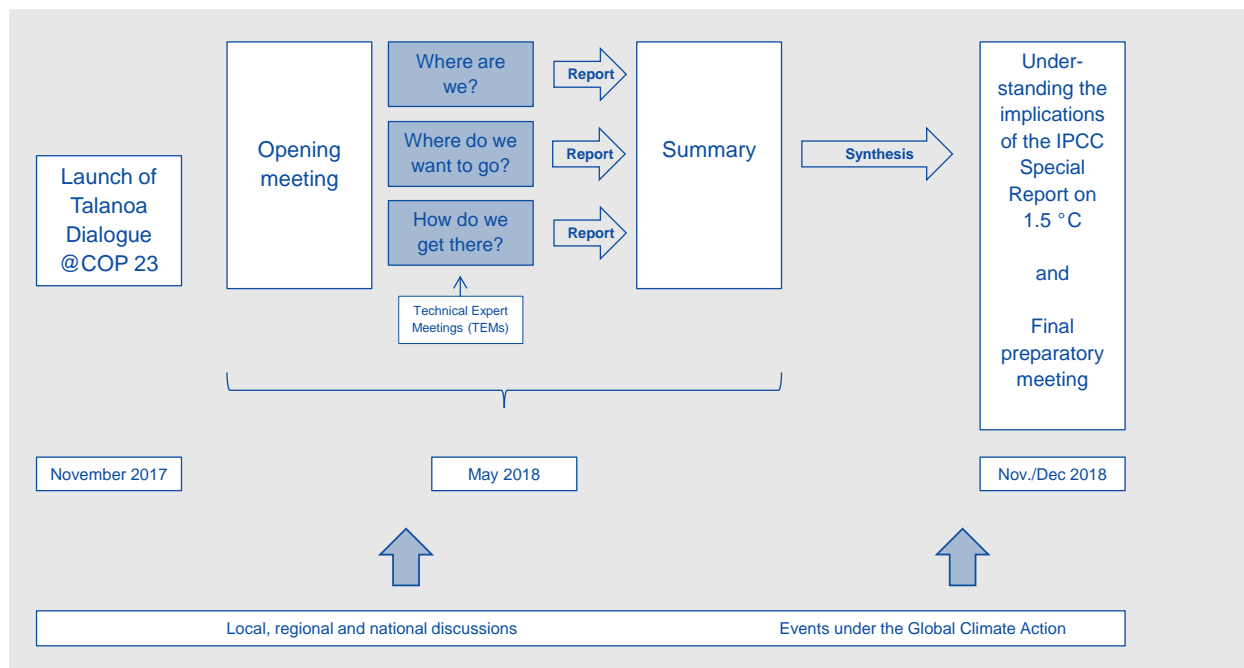 Launch of
Talanoa
Dialogue
@COP 23
Opening
meeting
Where are
we?
Where do we
want to go?
How do we
get there?
Technical Expert
Meetings (TEMs)
Report
Report
Report
Summary
Synthesis
Under-
standing the
implications
of the IPCC
Special
Report on
1.5 °C
and
Final
preparatory
meeting
November 2017
May 2018
Nov./Dec 2018
Local, regional and national discussions
Events under the Global Climate Action